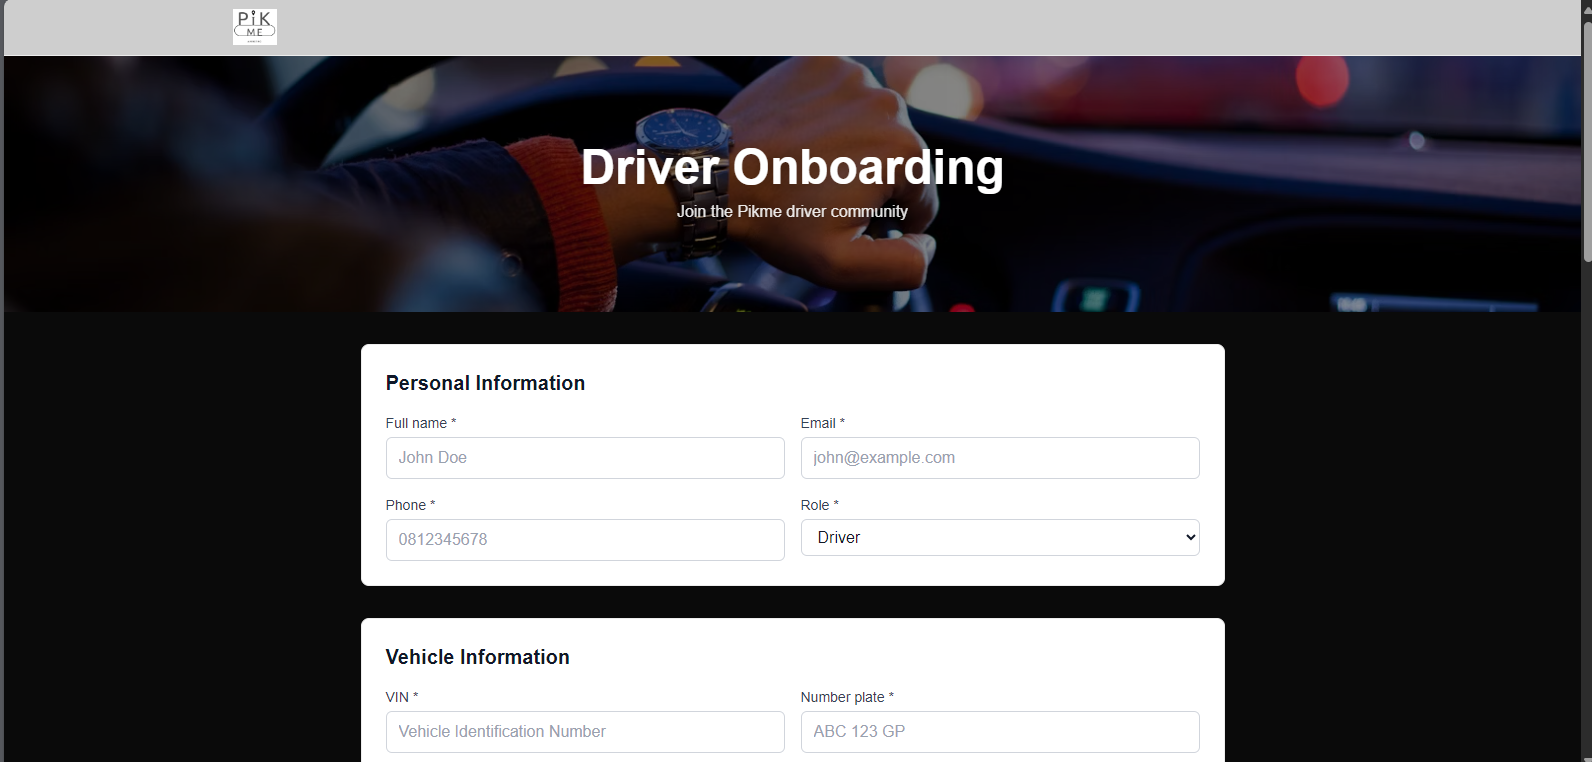 PiK
ME
Driver Onboarding
Join the Pikme driver community
Personal Information
Full name *
Email *
John Doe
john@example.com
Phone *
Role *
0812345678
Driver
Vehicle Information
VIN *
Number plate *
Vehicle Identification Number
ABC 123 GP